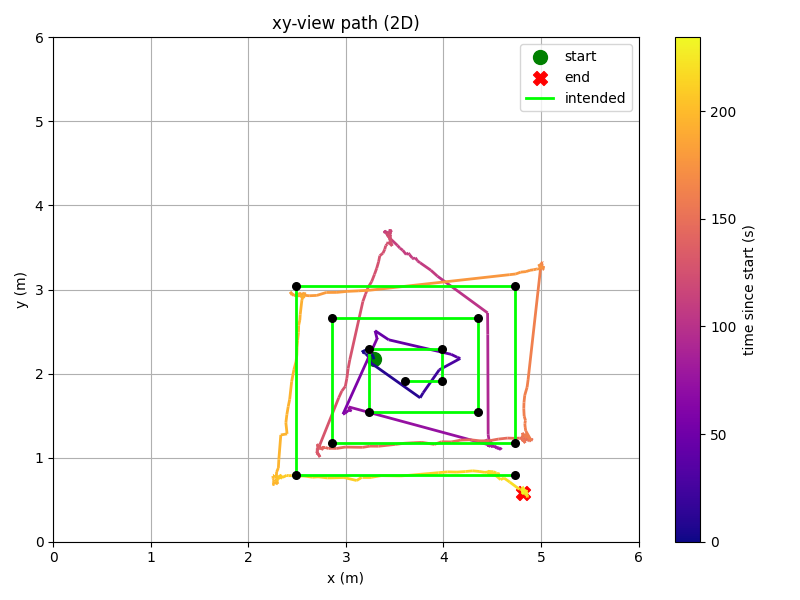 xy-view path (2D)
start
end
intended
y (m)
6
5
4
3
2
1
0
0 1 2 3 4 5 6
x (m)
200
150
100
50
0
time since start (s)